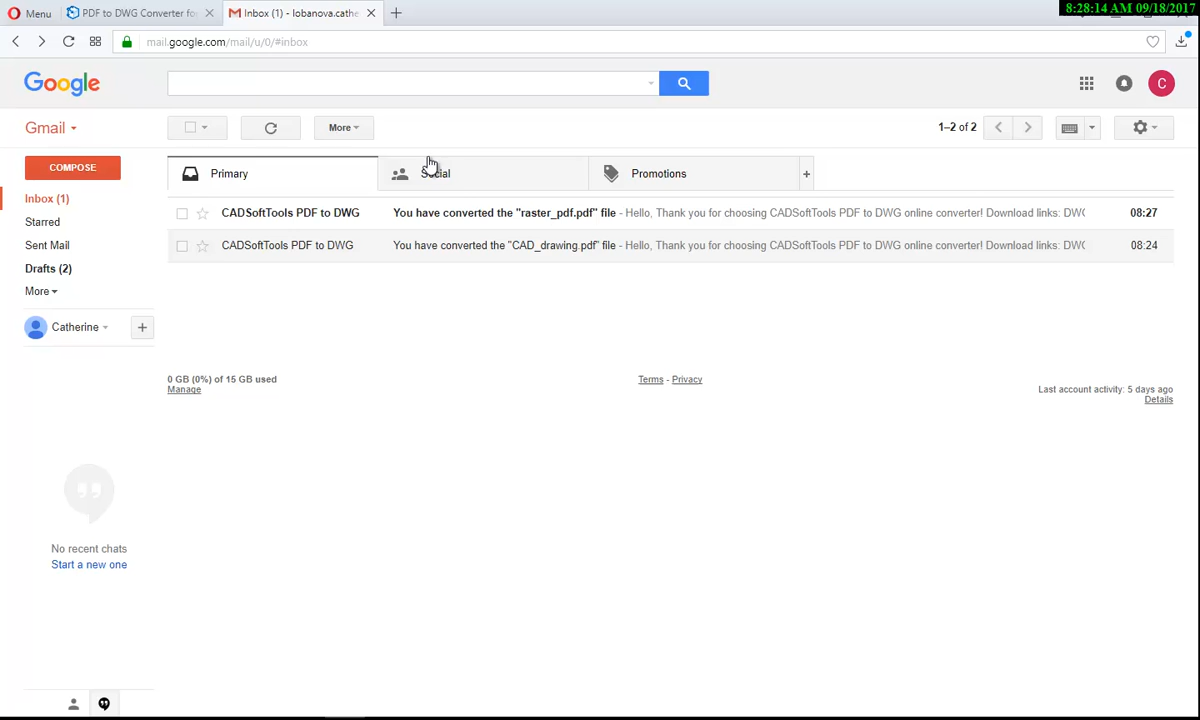 8:28:14 AM 09/18/2017
Menu
PDF to DWG Converter fo
Inbox (1) - lobanova.cathe
mail.google.com/mail/u/0/#inbox
Google
C
Gmail
More
1–2 of 2
COMPOSE
Primary
Social
Promotions
Inbox (1)
Starred
Sent Mail
Drafts (2)
More
CADSoftTools PDF to DWG You have converted the "raster_pdf.pdf" file - Hello, Thank you for choosing CADSoftTools PDF to DWG online converter! Download links: DWG 08:27
CADSoftTools PDF to DWG You have converted the "CAD_drawing.pdf" file - Hello, Thank you for choosing CADSoftTools PDF to DWG online converter! Download links: DWG 08:24
Catherine
0 GB (0%) of 15 GB used
Manage
Terms - Privacy
Last account activity: 5 days ago
Details
No recent chats
Start a new one